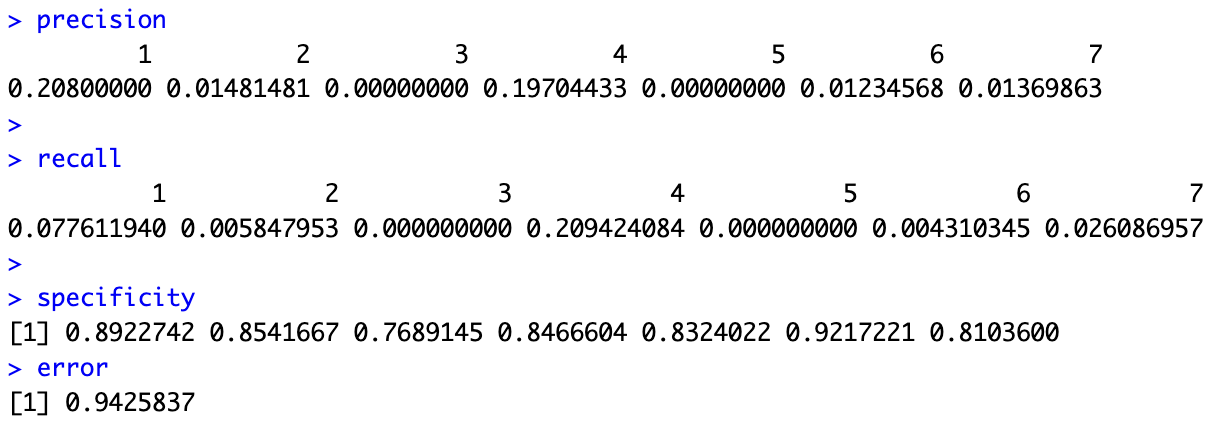 > precision
1 2 3 4 5 6 7
0.20800000 0.01481481 0.00000000 0.19704433 0.00000000 0.01234568 0.01369863
>
> recall
1 2 3 4 5 6 7
0.077611940 0.005847953 0.000000000 0.209424084 0.000000000 0.004310345 0.026086957
>
> specificity
[1] 0.8922742 0.8541667 0.7689145 0.8466604 0.8324022 0.9217221 0.8103600
> error
[1] 0.9425837